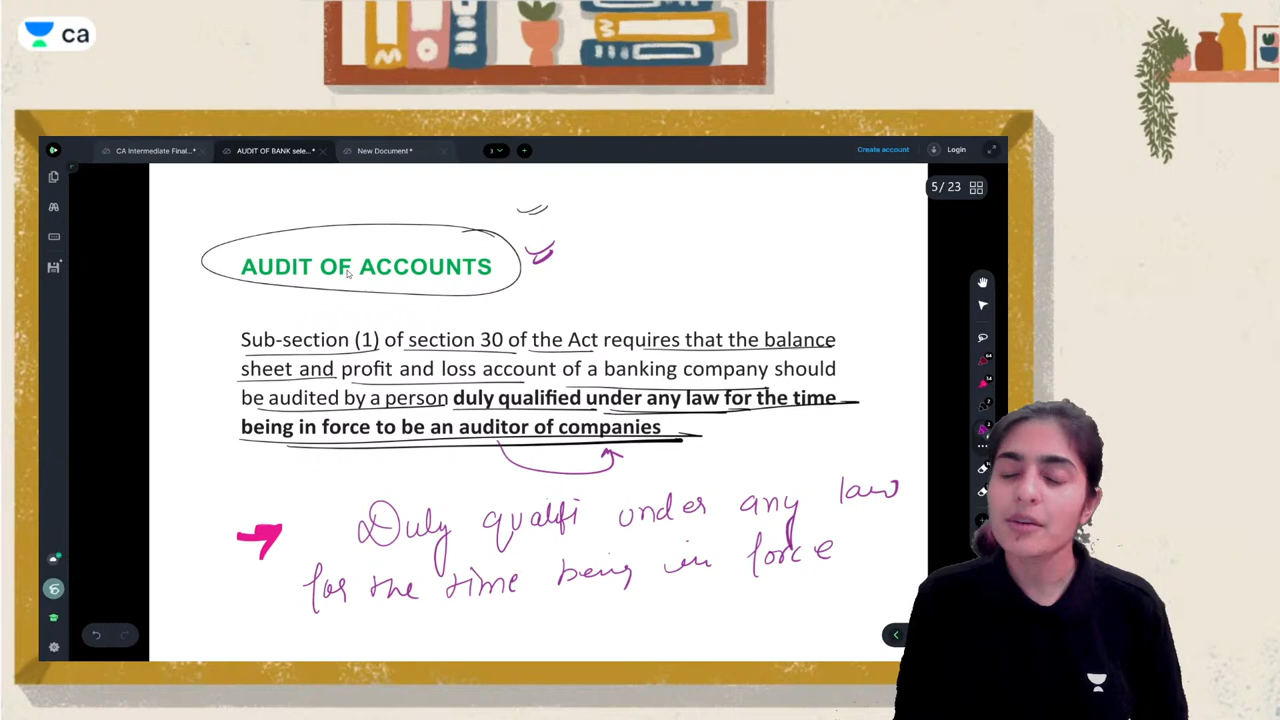 ca
CA Intermediate Final...*
AUDIT OF BANK sele...*
New Document*
Create account
Login
5/ 23
AUDIT OF ACCOUNTS
Sub-section (1) of section 30 of the Act requires that the balance
sheet and profit and loss account of a banking company should
be audited by a person duly qualified under any law for the time
being in force to be an auditor of companies
Duly qualifi under any law
for the time being in force